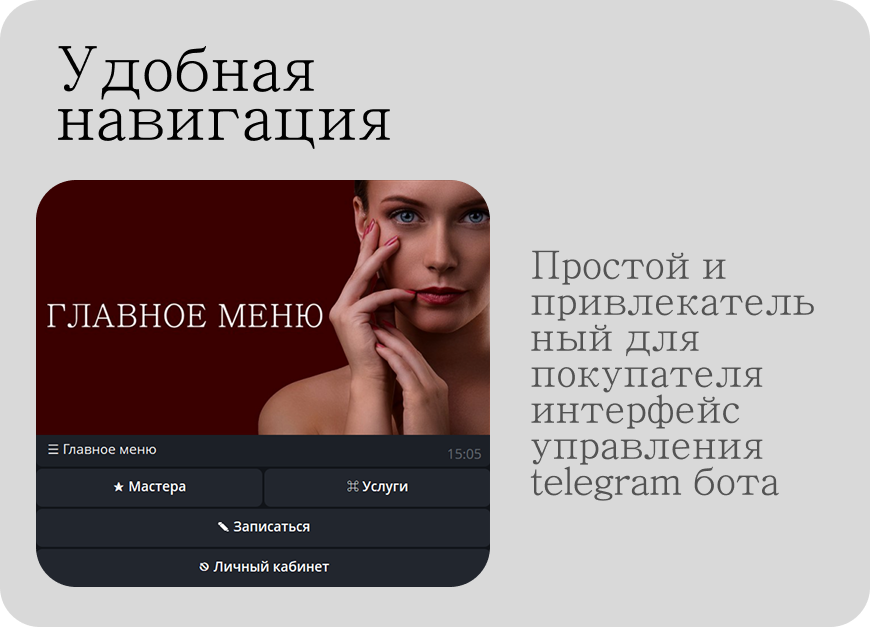 Удобная
навигация
ГЛАВНОЕ МЕНЮ
☰ Главное меню
15:05
★ Мастера
⌘ Услуги
✎ Записаться
⦸ Личный кабинет
Простой и
привлекатель
ный для
покупателя
интерфейс
управления
telegram бота